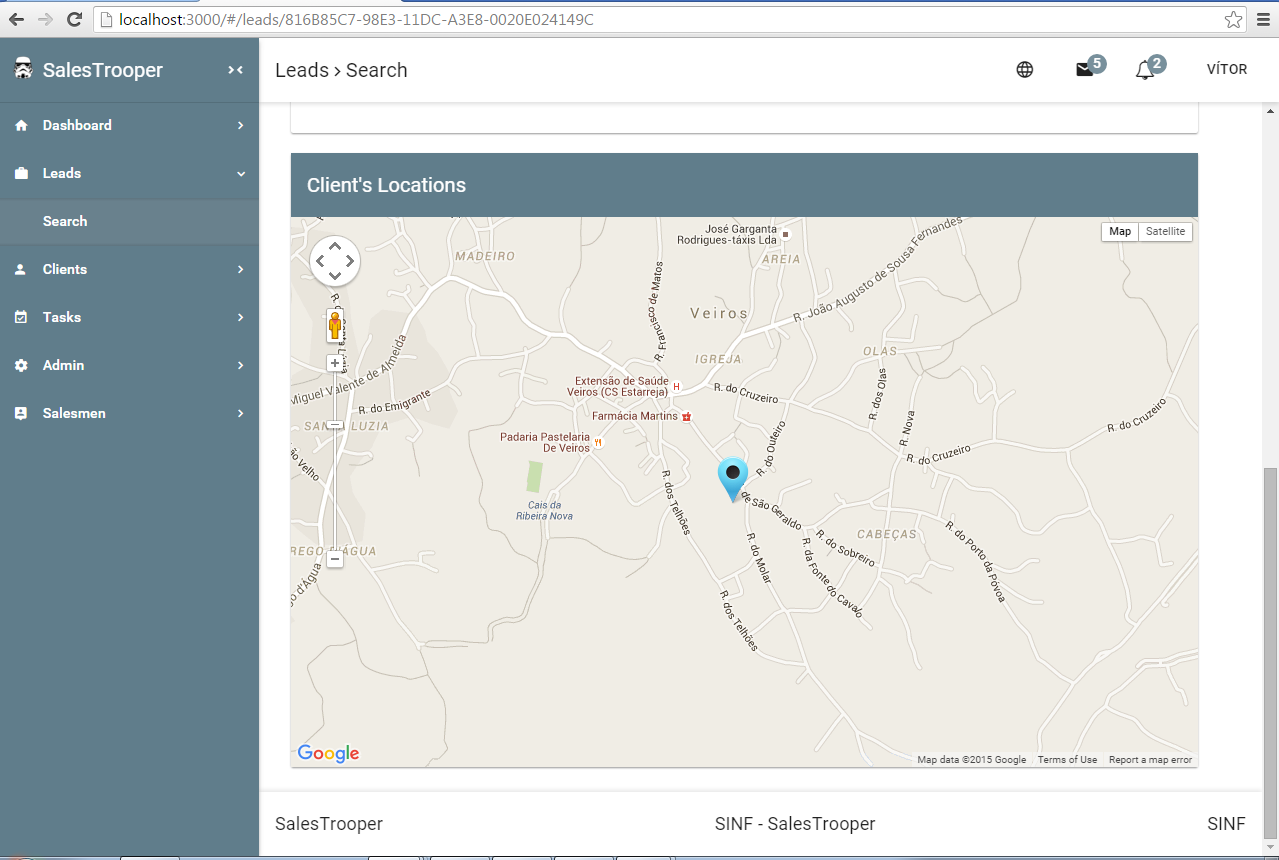 localhost:3000/#/leads/816B85C7-98E3-11DC-A3E8-0020E024149C
SalesTrooper
Leads > Search
5
2
VÍTOR
Dashboard
Leads
Search
Clients
Tasks
Admin
Salesmen
Client's Locations
Map
Satellite
José Garganta
Rodrigues-táxis Lda
MADEIRO
AREIA
R. João Augusto de Sousa Fernandes
R. Francisco de Matos
Veiros
IGREJA
OLAS
Miguel Valente de Almeida
R. do Emigrante
Extensão de Saúde
Veiros (CS Estarreja)
H
R. do Cruzeiro
R. dos Olas
R. Nova
R. do Cruzeiro
Farmácia Martins
Padaria Pastelaria
De Veiros
R. do Outeiro
R. do Cruzeiro
Cais da
Ribeira Nova
R. dos Telhões
de São Geraldo
R. do Sobreiro
CABEÇAS
R. do Molar
R. da Fonte do Cavalo
R. do Porto da Póvoa
REGO D'ÁGUA
R. dos Telhões
Google
Map data ©2015 Google
Terms of Use
Report a map error
SalesTrooper
SINF - SalesTrooper
SINF